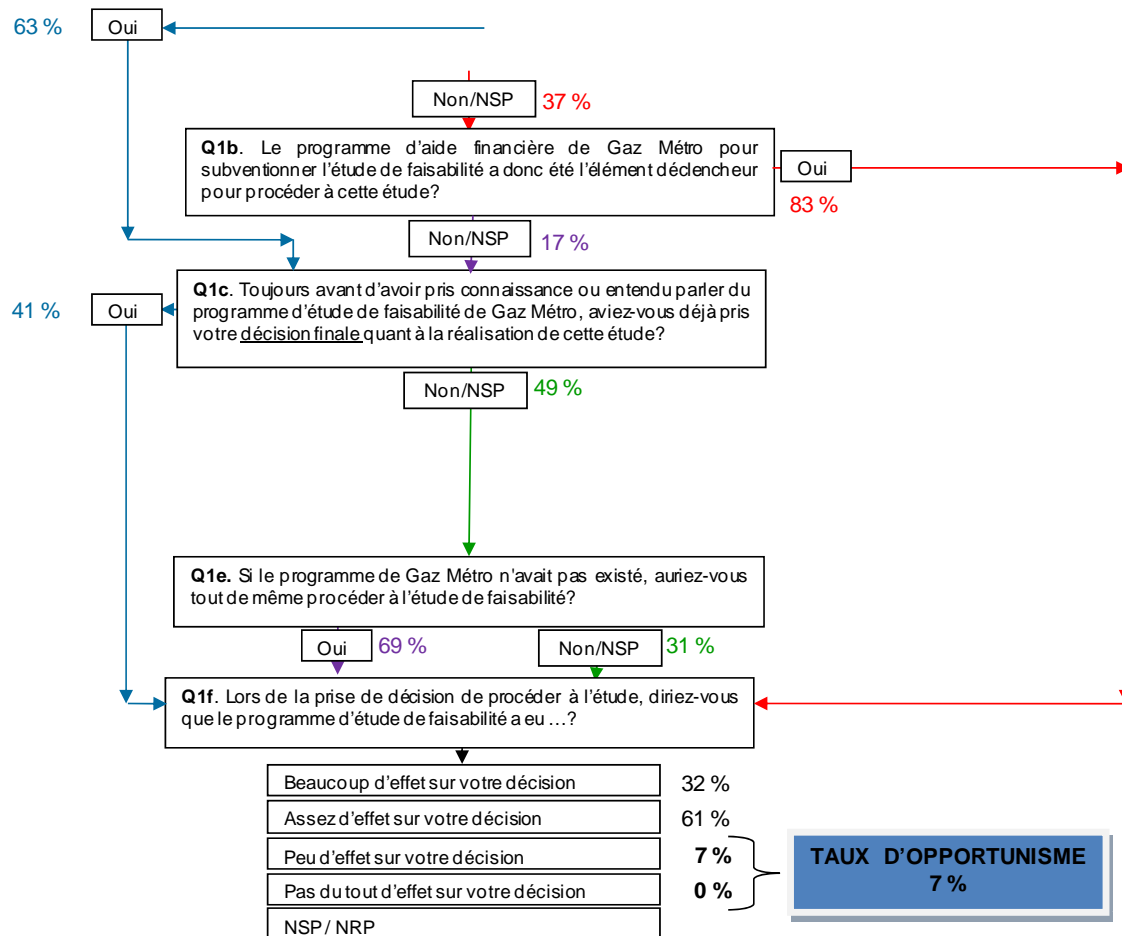 63 %
Oui
Non/NSP
37 %
Q1b. Le programme d'aide financière de Gaz Métro pour
subventionner l'étude de faisabilité a donc été l'élément déclencheur
pour procéder à cette étude?
Oui
83 %
Non/NSP
17 %
Q1c. Toujours avant d'avoir pris connaissance ou entendu parler du
programme d'étude de faisabilité de Gaz Métro, aviez-vous déjà pris
votre décision finale quant à la réalisation de cette étude?
41 %
Oui
Non/NSP
49 %
Q1e. Si le programme de Gaz Métro n'avait pas existé, auriez-vous
tout de même procéder à l'étude de faisabilité?
Oui
69 %
Non/NSP
31 %
Q1f. Lors de la prise de décision de procéder à l'étude, diriez-vous
que le programme d'étude de faisabilité a eu …?
Beaucoup d'effet sur votre décision
32 %
Assez d'effet sur votre décision
61 %
Peu d'effet sur votre décision
7 %
Pas du tout d'effet sur votre décision
0 %
NSP / NRP
TAUX D'OPPORTUNISME
7 %